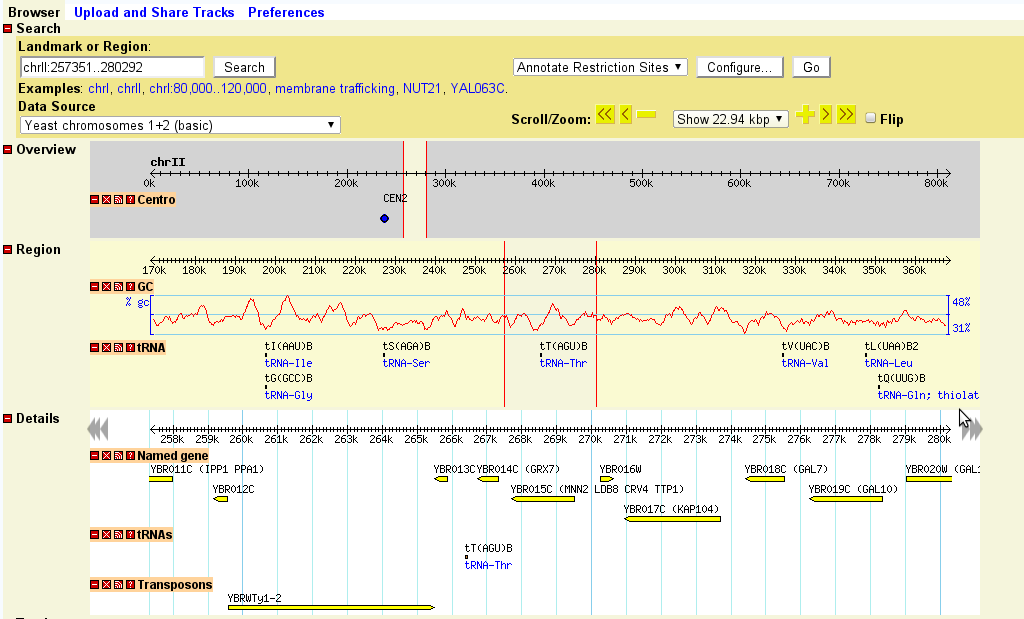 Browser Upload and Share Tracks Preferences
Search
Landmark or Region:
chrII:257351..280292 Search Annotate Restriction Sites Configure... Go
Examples: chrI, chrII, chrI:80,000..120,000, membrane trafficking, NUT21, YAL063C.
Data Source
Yeast chromosomes 1+2 (basic) Scroll/Zoom: Show 22.94 kbp Flip
Overview
chrII
0k 100k 200k 300k 400k 500k 600k 700k 800k
Centro CEN2
Region
170k 180k 190k 200k 210k 220k 230k 240k 250k 260k 270k 280k 290k 300k 310k 320k 330k 340k 350k 360k
GC
% gc 48%
31%
tRNA tI(AAU)B tS(AGA)B tT(AGU)B tV(UAC)B tL(UAA)B2
tRNA-Ile tRNA-Ser tRNA-Thr tRNA-Val tRNA-Leu
tG(GCC)B tQ(UUG)B
tRNA-Gly tRNA-Gln; thiolat
Details
258k 259k 260k 261k 262k 263k 264k 265k 266k 267k 268k 269k 270k 271k 272k 273k 274k 275k 276k 277k 278k 279k 280k
Named gene
YBR011C (IPP1 PPA1) YBR013C YBR014C (GRX7) YBR016W YBR018C (GAL7) YBR020W (GAL1
YBR012C YBR015C (MNN2 LDB8 CRV4 TTP1) YBR019C (GAL10)
YBR017C (KAP104)
tRNAs
tT(AGU)B
tRNA-Thr
Transposons
YBRWTy1-2